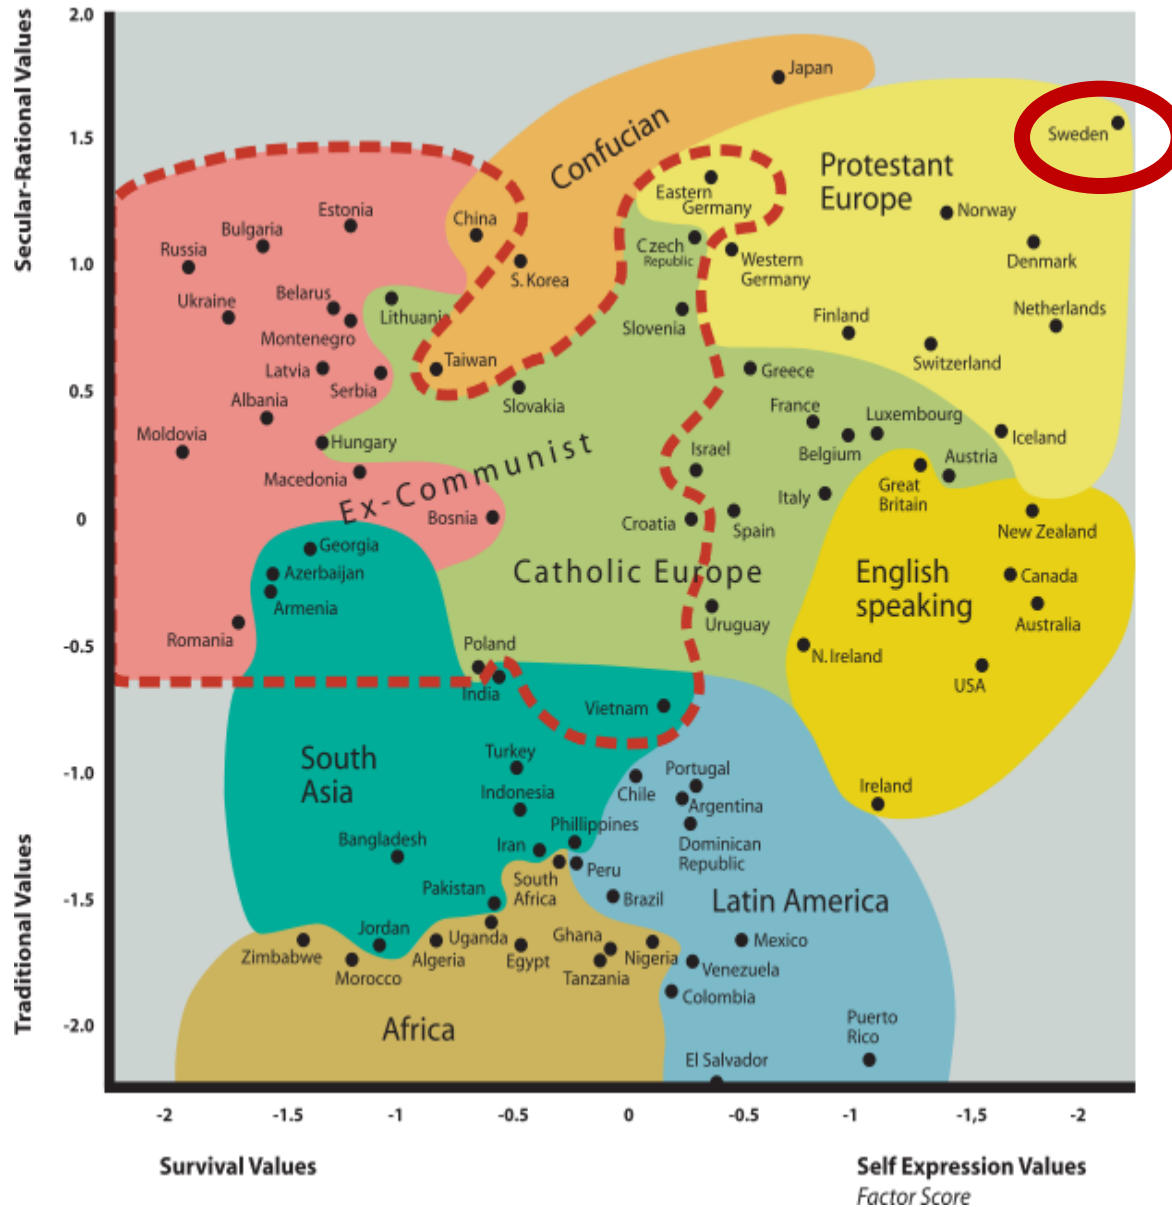 Secular-Rational Values
Traditional Values
2.0
1.5
1.0
0.5
0
-0.5
-1.0
-1.5
-2.0
Japan
Confucian
Sweden
Protestant
Europe
Eastern
Germany
Norway
Estonia
China
Bulgaria
Russia
Czech
Republic
Western
Germany
Denmark
S. Korea
Belarus
Ukraine
Lithuania
Montenegro
Slovenia
Finland
Netherlands
Switzerland
Latvia
Serbia
Taiwan
Greece
Albania
Slovakia
France
Luxembourg
Moldovia
Hungary
Belgium
Iceland
Israel
Austria
Macedonia
Ex-Communist
Italy
Great
Britain
Bosnia
Croatia
Spain
New Zealand
Georgia
Azerbaijan
Armenia
Catholic Europe
English
speaking
Canada
Australia
Romania
Uruguay
Poland
N. Ireland
India
USA
Vietnam
South
Asia
Turkey
Portugal
Indonesia
Chile
Argentina
Ireland
Phillippines
Bangladesh
Iran
Dominican
Republic
Pakistan
South
Africa
Peru
Brazil
Latin America
Jordan
Uganda
Ghana
Mexico
Zimbabwe
Algeria
Egypt
Nigeria
Morocco
Tanzania
Venezuela
Colombia
Africa
Puerto
Rico
El Salvador
-2
-1.5
-1
-0.5
0
-0.5
-1
-1,5
-2
Survival Values
Self Expression Values
Factor Score